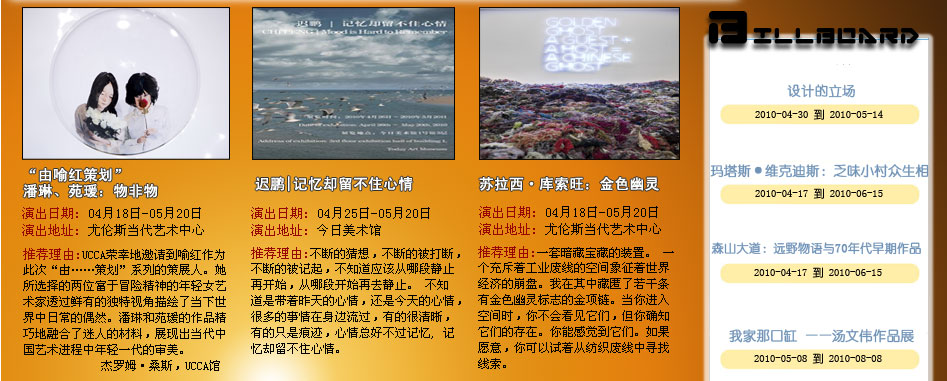 迟鹏 | 记忆却留不住心情
CHI PENG | Mood is Hard to Remember
Today Art Museum
GOLDEN
GHOST
A CHINESE
GHOST
“由喻红策划”
潘琳、苑瑗：物非物
演出日期：04月18日-05月20日
演出地址：尤伦斯当代艺术中心
推荐理由:UCCA荣幸地邀请到喻红作为
此次“由……策划”系列的策展人。她
所选择的两位富于冒险精神的年轻女艺
术家透过鲜有的独特视角描绘了当下世
界中日常的偶然。潘琳和苑瑗的作品精
巧地融合了迷人的材料，展现出当代中
国艺术进程中年轻一代的审美。
杰罗姆·桑斯，UCCA馆
迟鹏|记忆却留不住心情
演出日期：04月25日-05月20日
演出地址：今日美术馆
推荐理由:不断的猜想，不断的被打断，
不断的被记起，不知道应该从哪段静止
再开始，从哪段开始再去静止。 不知
道是带着昨天的心情，还是今天的心情，
很多的事情在身边流过，有的很清晰，
有的只是痕迹，心情总好不过记忆, 记
忆却留不住心情。
苏拉西·库索旺：金色幽灵
演出日期：04月18日-05月20日
演出地址：尤伦斯当代艺术中心
推荐理由:一套暗藏宝藏的装置。 一
个充斥着工业废线的空间象征着世界
经济的崩盘。我在其中藏匿了若干条
有金色幽灵标志的金项链。当你进入
空间时，你不会看见它们，但你确知
它们的存在。你能感觉到它们。如果
愿意，你可以试着从纺织废线中寻找
线索。
BILLBOARD
设计的立场
2010-04-30 到 2010-05-14
玛塔斯●维克迪斯：乏味小村众生相
2010-04-17 到 2010-06-15
森山大道：远野物语与70年代早期作品
2010-04-17 到 2010-06-15
我家那口缸 －－汤文伟作品展
2010-05-08 到 2010-08-08